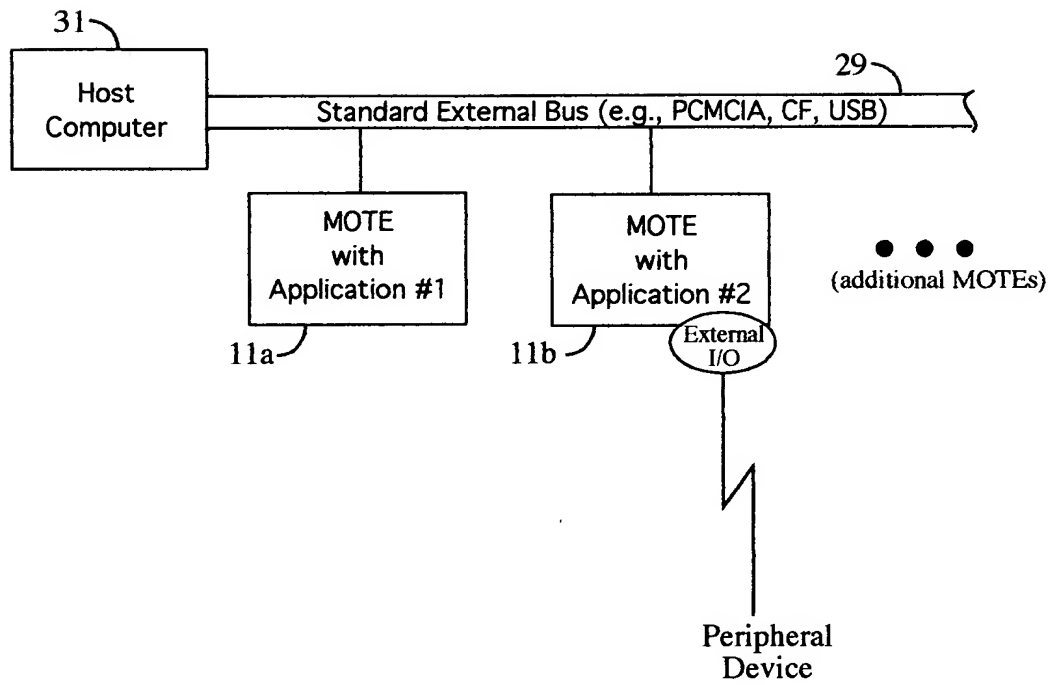 31
Host
Computer
29
Standard External Bus (e.g., PCMCIA, CF, USB)
MOTE
with
Application #1
11a
MOTE
with
Application #2
11b
External
I/O
(additional MOTEs)
Peripheral
Device